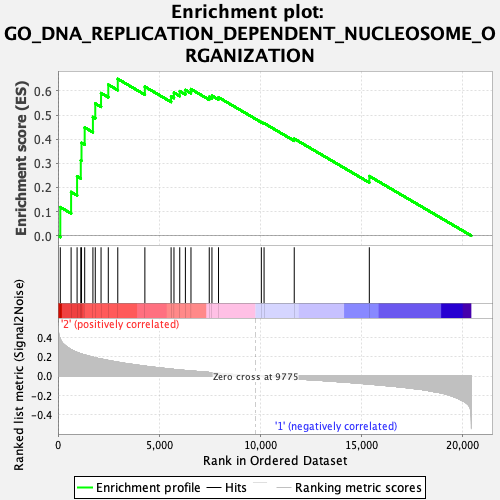 Enrichment plot:
GO_DNA_REPLICATION_DEPENDENT_NUCLEOSOME_O
RGANIZATION
Enrichment score (ES)
0.6
0.5
0.4
0.3
0.2
0.1
0.0
'2' (positively correlated)
Ranked list metric (Signal2Noise)
0.4
0.2
0.0
-0.2
-0.4
Zero cross at 9775
'1' (negatively correlated)
0
5,000
10,000
15,000
20,000
Rank in Ordered Dataset
Enrichment profile
Hits
Ranking metric scores